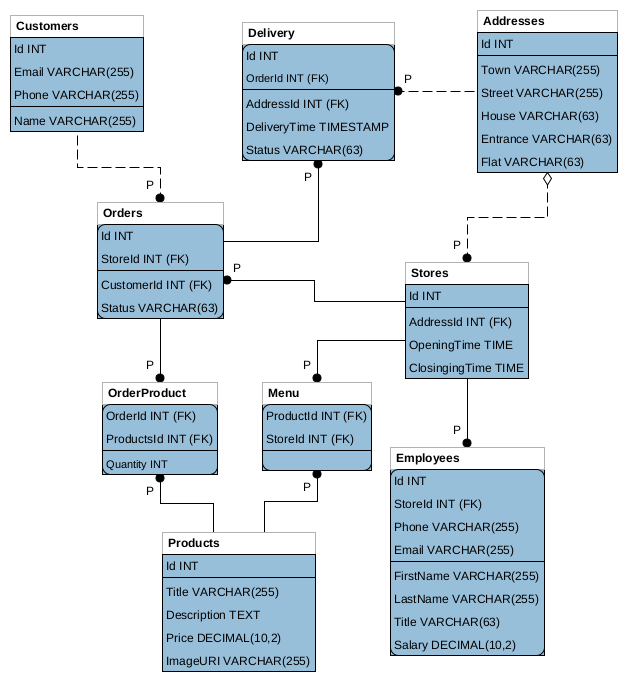 Customers
Id INT
Email VARCHAR(255)
Phone VARCHAR(255)
Name VARCHAR(255)
P
Delivery
Id INT
OrderId INT (FK)
AddressId INT (FK)
DeliveryTime TIMESTAMP
Status VARCHAR(63)
P
P
Addresses
Id INT
Town VARCHAR(255)
Street VARCHAR(255)
House VARCHAR(63)
Entrance VARCHAR(63)
Flat VARCHAR(63)
P
Orders
Id INT
StoreId INT (FK)
CustomerId INT (FK)
Status VARCHAR(63)
P
P
Stores
Id INT
AddressId INT (FK)
OpeningTime TIME
ClosingingTime TIME
P
P
OrderProduct
OrderId INT (FK)
ProductsId INT (FK)
Quantity INT
P
Menu
ProductId INT (FK)
StoreId INT (FK)
P
Employees
Id INT
StoreId INT (FK)
Phone VARCHAR(255)
Email VARCHAR(255)
FirstName VARCHAR(255)
LastName VARCHAR(255)
Title VARCHAR(63)
Salary DECIMAL(10,2)
Products
Id INT
Title VARCHAR(255)
Description TEXT
Price DECIMAL(10,2)
ImageURI VARCHAR(255)